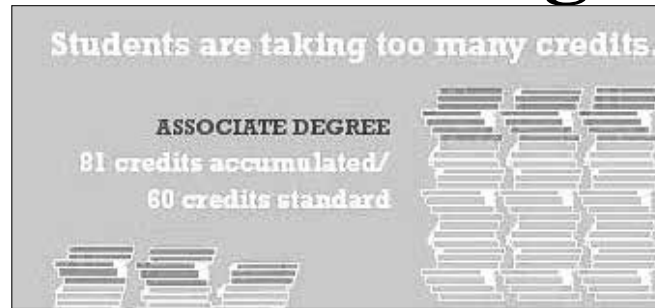 Students are taking too many credits.
ASSOCIATE DEGREE
81 credits accumulated/
60 credits standard